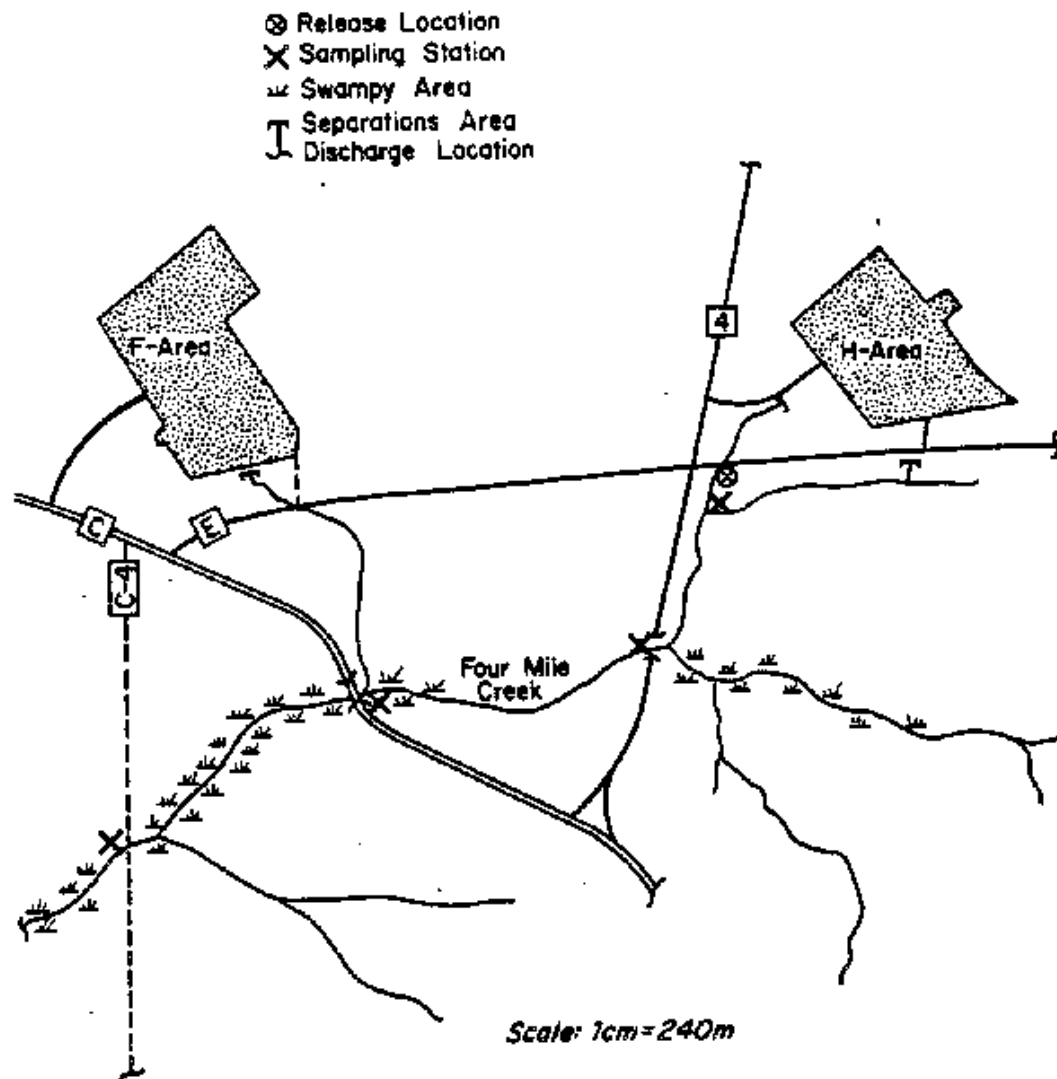 Release Location
Sampling Station
Swampy Area
Separations Area
Discharge Location
F-Area
4
H-Area
C
E
C-4
Four Mile
Creek
Scale: 1cm=240m